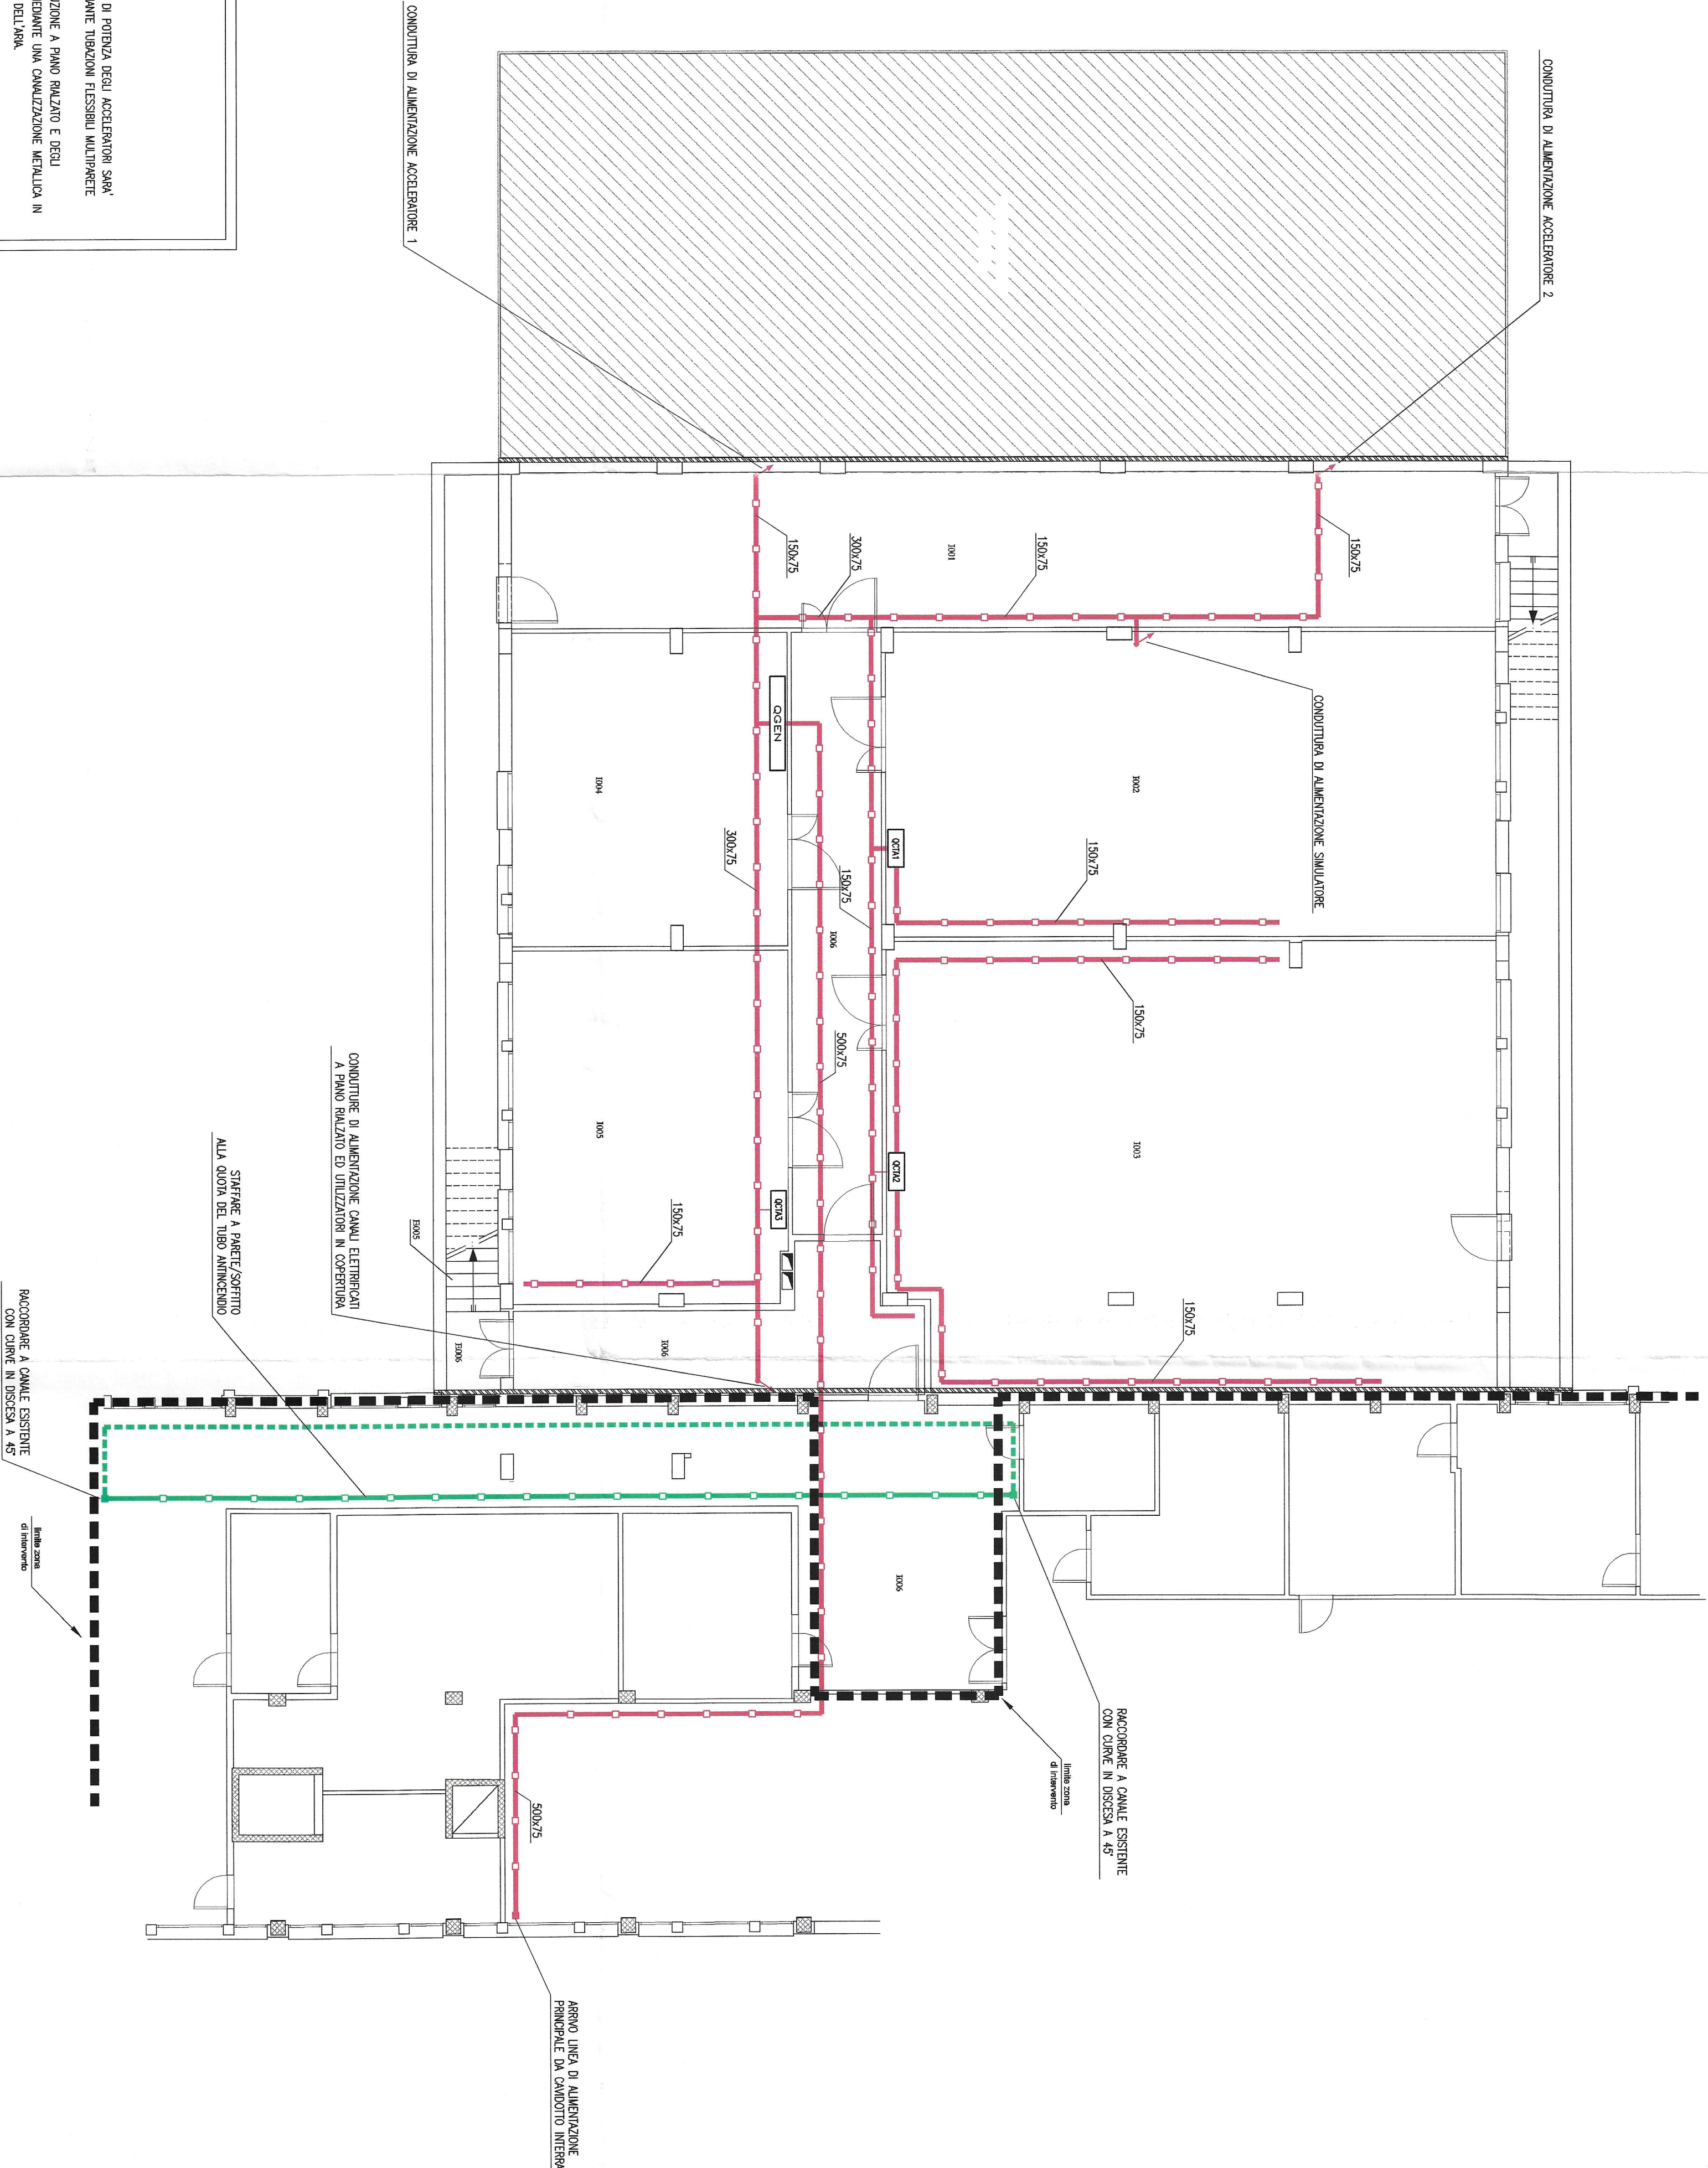 CONDUTTURA DI ALIMENTAZIONE ACCELERATORE 2
CONDUTTURA DI ALIMENTAZIONE ACCELERATORE 1
DI POTENZA DEGLI ACCELERATORI SARA'
TUBAZIONI FLESSIBILI MULTIPARETE
A PIANO RIALZATO E DEGLI
UNA CANALIZZAZIONE METALLICA IN
DELL'ARIA.
150x75
150x75
I001
300x75
150x75
CONDUTTURA DI ALIMENTAZIONE SIMULATORE
I002
QGEN
I004
QCTA1
150x75
150x75
300x75
I006
150x75
500x75
I003
I005
QCTA2
QCTA3
150x75
150x75
CONDUTTURE DI ALIMENTAZIONE CANALI ELETTRIFICATI
A PIANO RIALZATO ED UTILIZZATORI IN COPERTURA
STAFFARE A PARETE/SOFFITTO
ALLA QUOTA DEL TUBO ANTINCENDIO
E005
E006
I006
RACCORDARE A CANALE ESISTENTE
CON CURVE IN DISCESA A 45°
limite zona
di intervento
I006
RACCORDARE A CANALE ESISTENTE
CON CURVE IN DISCESA A 45°
limite zona
di intervento
500x75
ARRIVO LINEA DI ALIMENTAZIONE
PRINCIPALE DA CAVIDOTTO